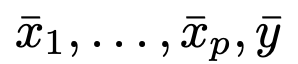 x̄₁, ..., x̄ₚ, ȳ